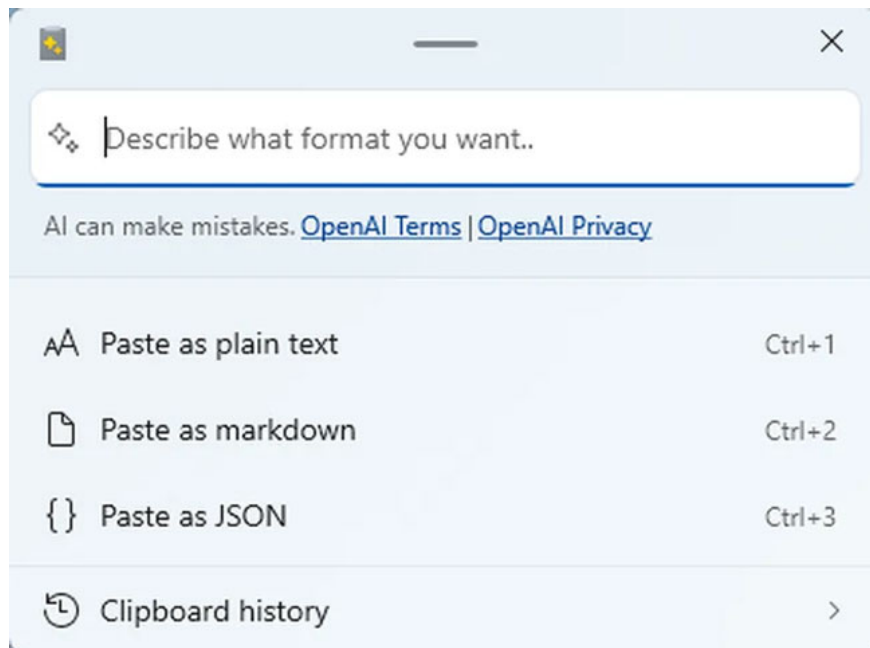 Describe what format you want..
AI can make mistakes. OpenAI Terms | OpenAI Privacy
Paste as plain text Ctrl+1
Paste as markdown Ctrl+2
{} Paste as JSON Ctrl+3
Clipboard history